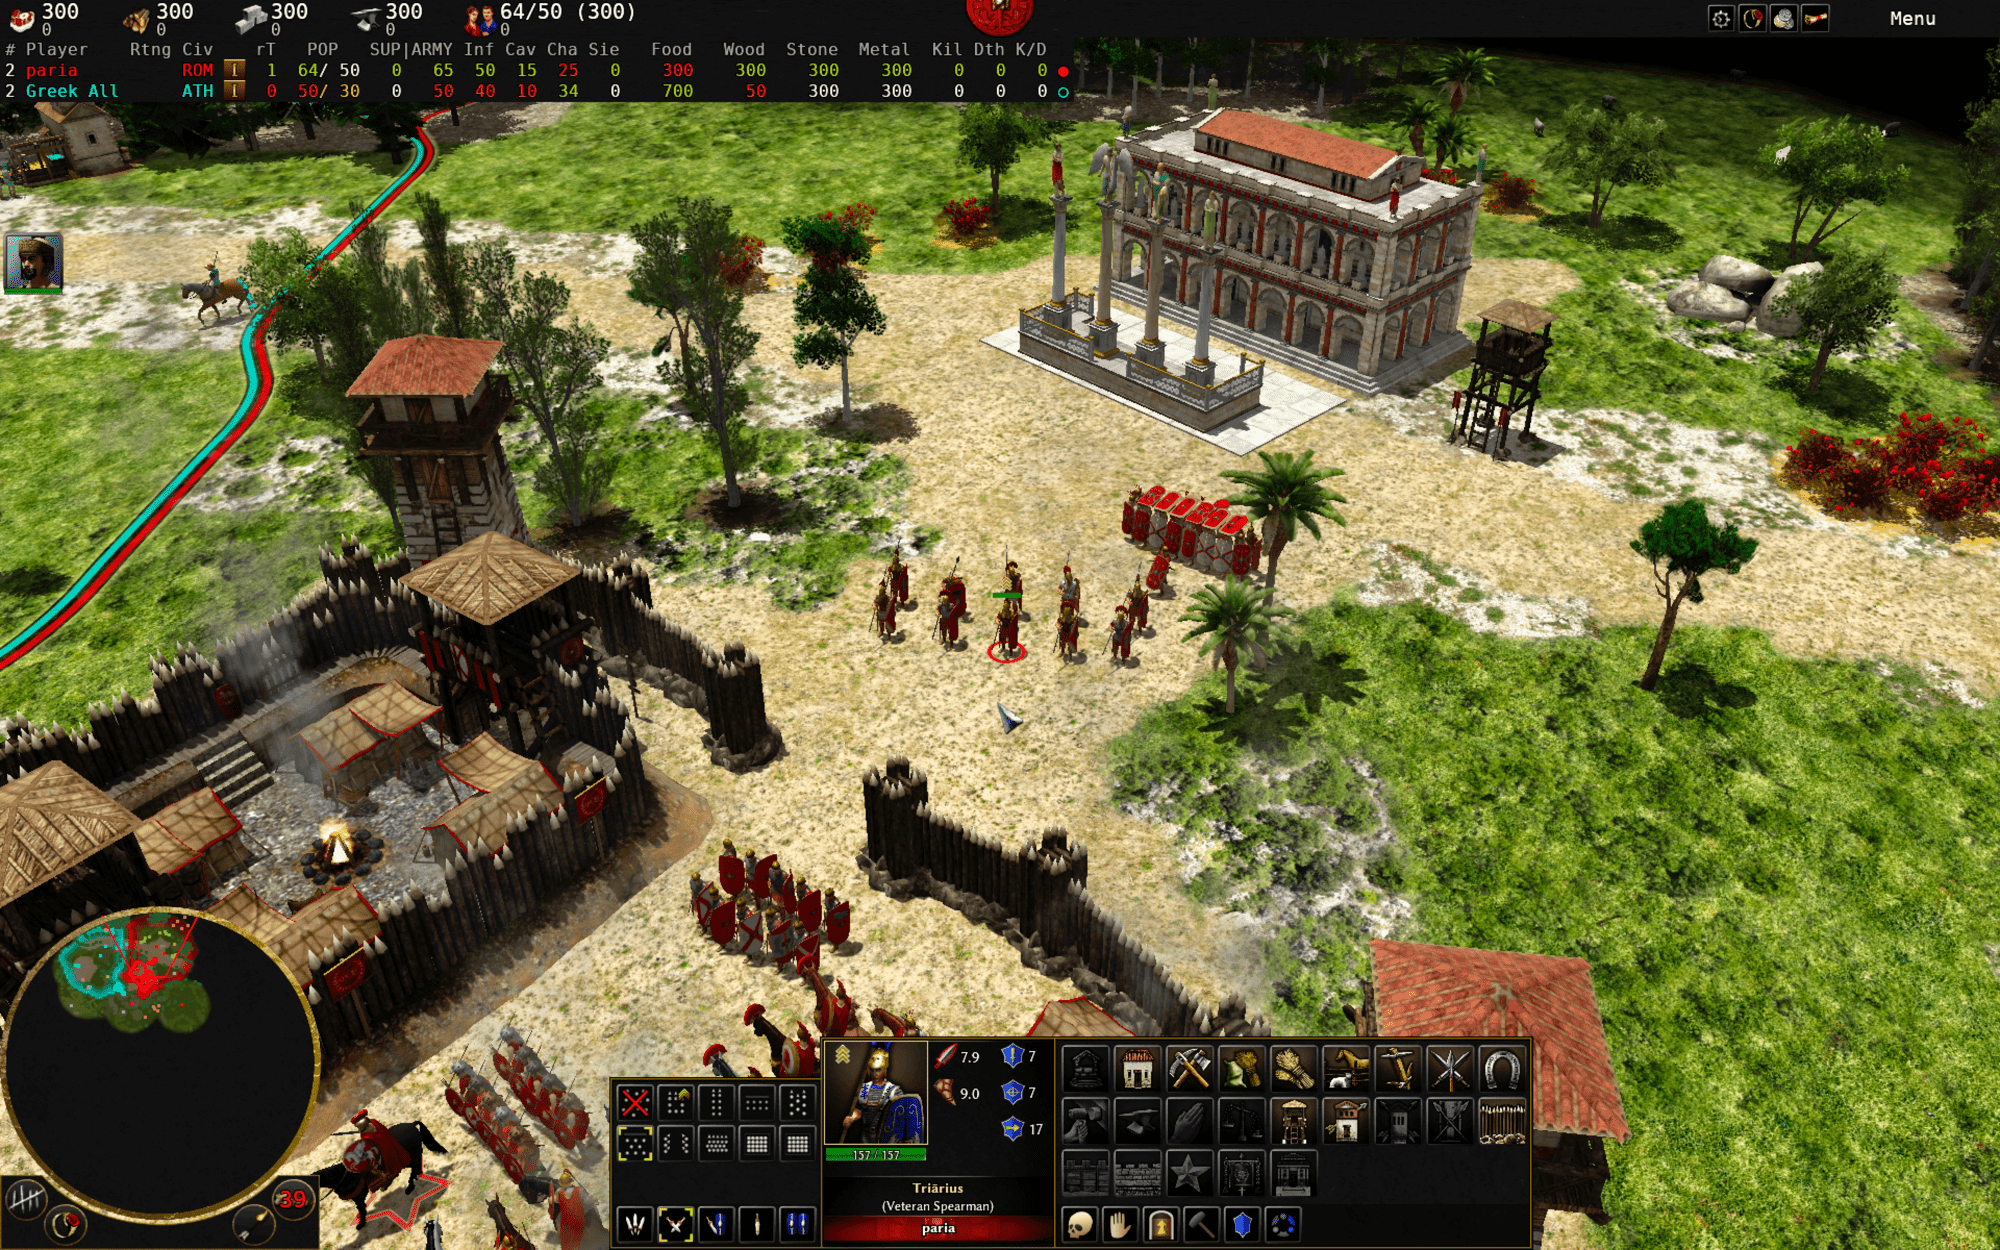 300 300 300 300 64/50 (300) Menu
0 0 0 0 0
# Player Rtng Civ rT POP SUP|ARMY Inf Cav Cha Sie Food Wood Stone Metal Kil Dth K/D
2 paria ROM I 1 64/ 50 0 65 50 15 25 0 300 300 300 300 0 0 0
2 Greek All ATH I 0 50/ 30 0 50 40 10 34 0 700 50 300 300 0 0 0
7.9 7
9.0 7
17
157 / 157
Triārius
(Veteran Spearman)
paria
39